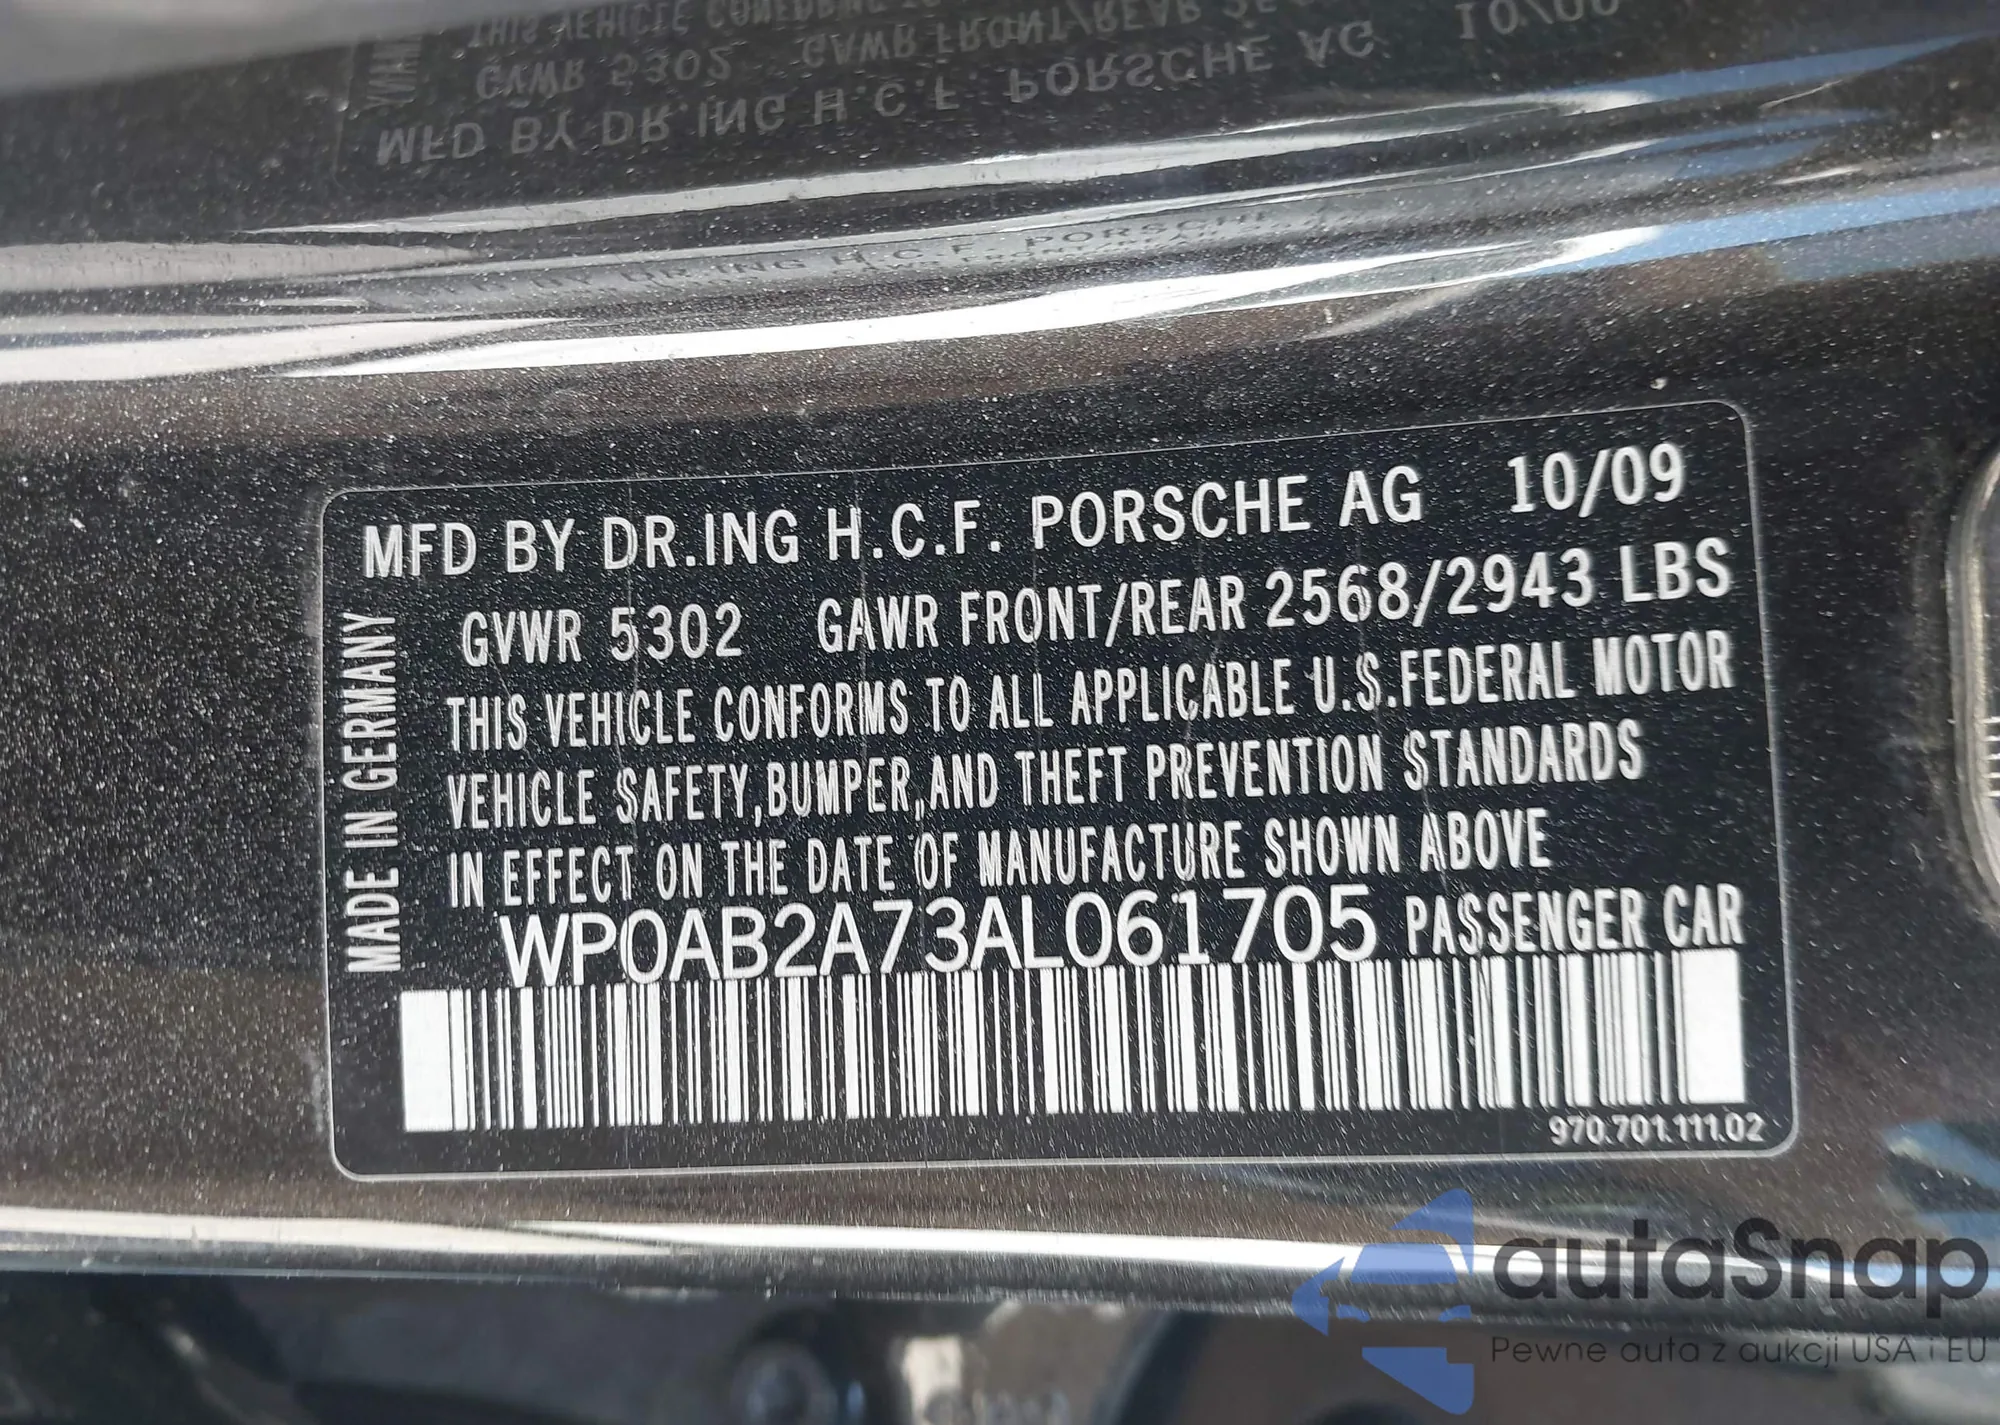 MFD BY DR.ING H.C.F. PORSCHE AG 10/09
GVWR 5302 GAWR FRONT/REAR 2568/2943 LBS
THIS VEHICLE CONFORMS TO ALL APPLICABLE U.S.FEDERAL MOTOR
VEHICLE SAFETY,BUMPER,AND THEFT PREVENTION STANDARDS
IN EFFECT ON THE DATE OF MANUFACTURE SHOWN ABOVE
WP0AB2A73AL061705 PASSENGER CAR
MADE IN GERMANY
970.701.111.02
autaSnap
Pewne auta z aukcji USA i EU